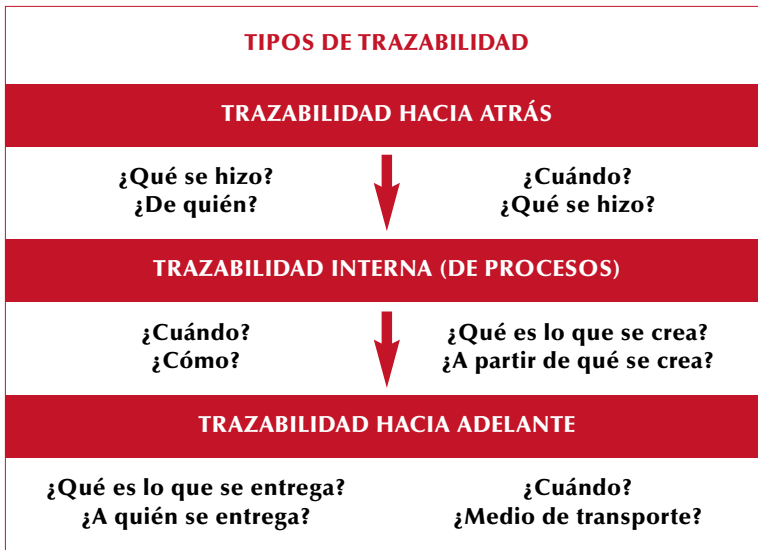 TIPOS DE TRAZABILIDAD
TRAZABILIDAD HACIA ATRÁS
¿Qué se hizo?
¿De quién?
¿Cuándo?
¿Qué se hizo?
TRAZABILIDAD INTERNA (DE PROCESOS)
¿Cuándo?
¿Cómo?
¿Qué es lo que se crea?
¿A partir de qué se crea?
TRAZABILIDAD HACIA ADELANTE
¿Qué es lo que se entrega?
¿A quién se entrega?
¿Cuándo?
¿Medio de transporte?